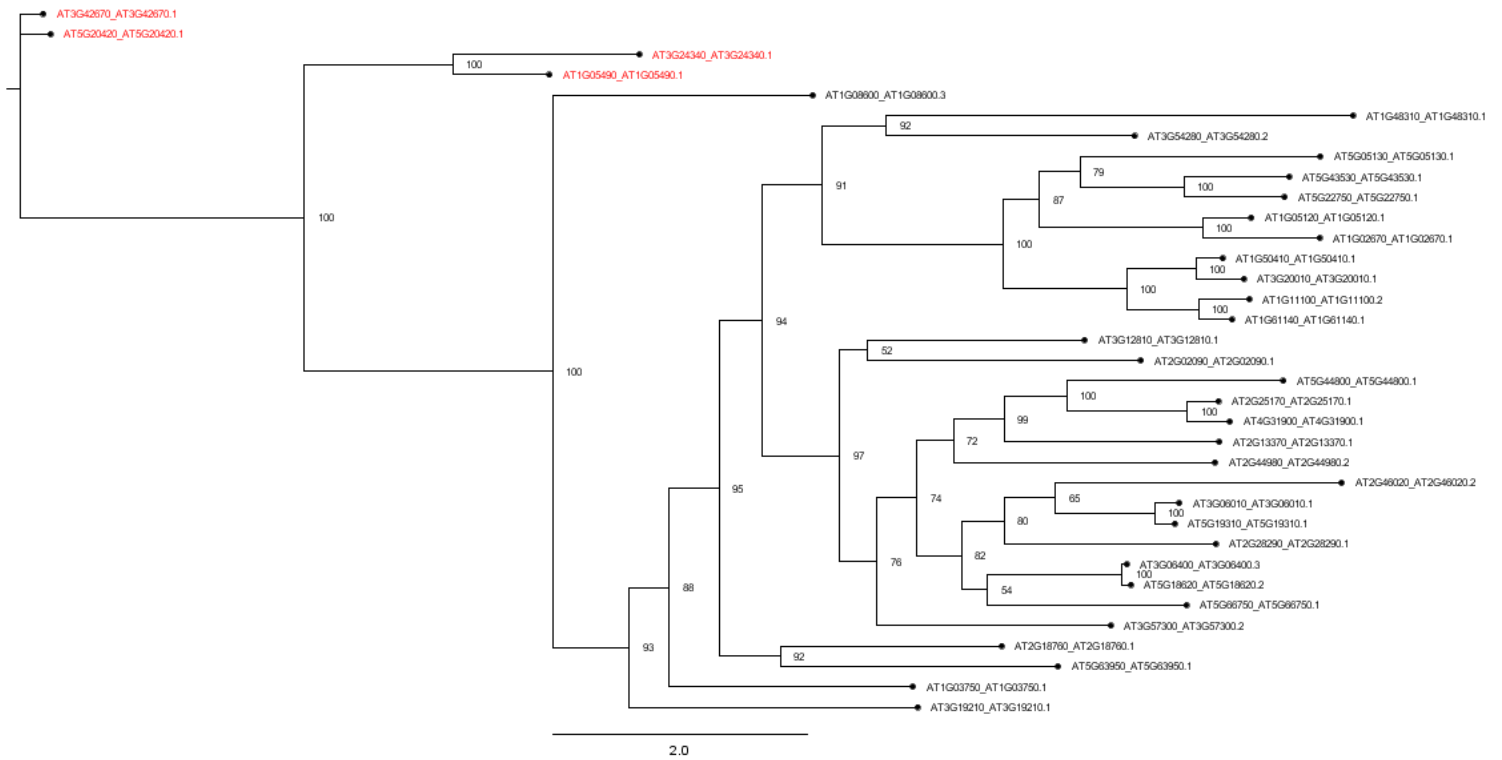 AT3G42670_AT3G42670.1
AT5G20420_AT5G20420.1
AT3G24340_AT3G24340.1
100
AT1G05490_AT1G05490.1
AT1G08600_AT1G08600.3
AT1G48310_AT1G48310.1
92
AT3G54280_AT3G54280.2
AT5G05130_AT5G05130.1
79
AT5G43530_AT5G43530.1
91
100
87
AT5G22750_AT5G22750.1
100
AT1G05120_AT1G05120.1
100
AT1G02670_AT1G02670.1
100
AT1G50410_AT1G50410.1
100
AT3G20010_AT3G20010.1
100
AT1G11100_AT1G11100.2
100
AT1G61140_AT1G61140.1
94
AT3G12810_AT3G12810.1
52
AT2G02090_AT2G02090.1
100
AT5G44800_AT5G44800.1
100
AT2G25170_AT2G25170.1
100
99
AT4G31900_AT4G31900.1
72
AT2G13370_AT2G13370.1
97
AT2G44980_AT2G44980.2
AT2G46020_AT2G46020.2
95
74
65
AT3G06010_AT3G06010.1
100
80
AT5G19310_AT5G19310.1
AT2G28290_AT2G28290.1
82
76
AT3G06400_AT3G06400.3
100
AT5G18620_AT5G18620.2
88
54
AT5G66750_AT5G66750.1
AT3G57300_AT3G57300.2
93
AT2G18760_AT2G18760.1
92
AT5G63950_AT5G63950.1
AT1G03750_AT1G03750.1
AT3G19210_AT3G19210.1
2.0